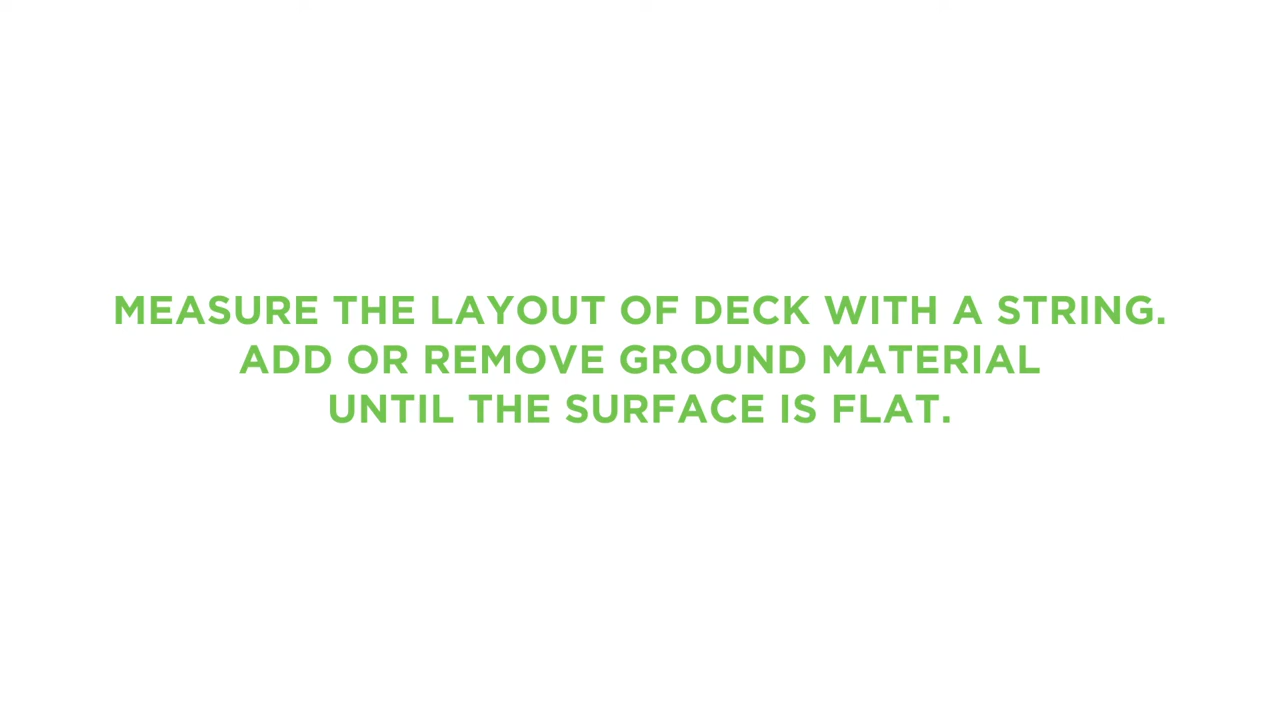 MEASURE THE LAYOUT OF DECK WITH A STRING.
ADD OR REMOVE GROUND MATERIAL
UNTIL THE SURFACE IS FLAT.